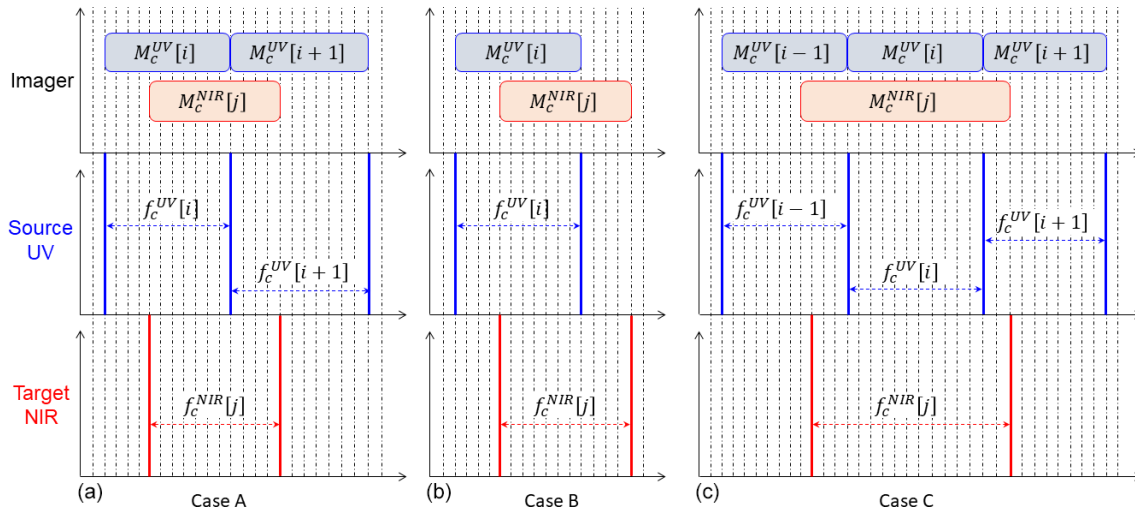 Imager
M_c^{UV}[i]
M_c^{UV}[i + 1]
M_c^{NIR}[j]
M_c^{UV}[i]
M_c^{NIR}[j]
M_c^{UV}[i − 1]
M_c^{UV}[i]
M_c^{UV}[i + 1]
M_c^{NIR}[j]
Source
UV
f_c^{UV}[i]
f_c^{UV}[i + 1]
f_c^{UV}[i]
f_c^{UV}[i − 1]
f_c^{UV}[i]
f_c^{UV}[i + 1]
Target
NIR
f_c^{NIR}[j]
f_c^{NIR}[j]
f_c^{NIR}[j]
(a)
Case A
(b)
Case B
(c)
Case C